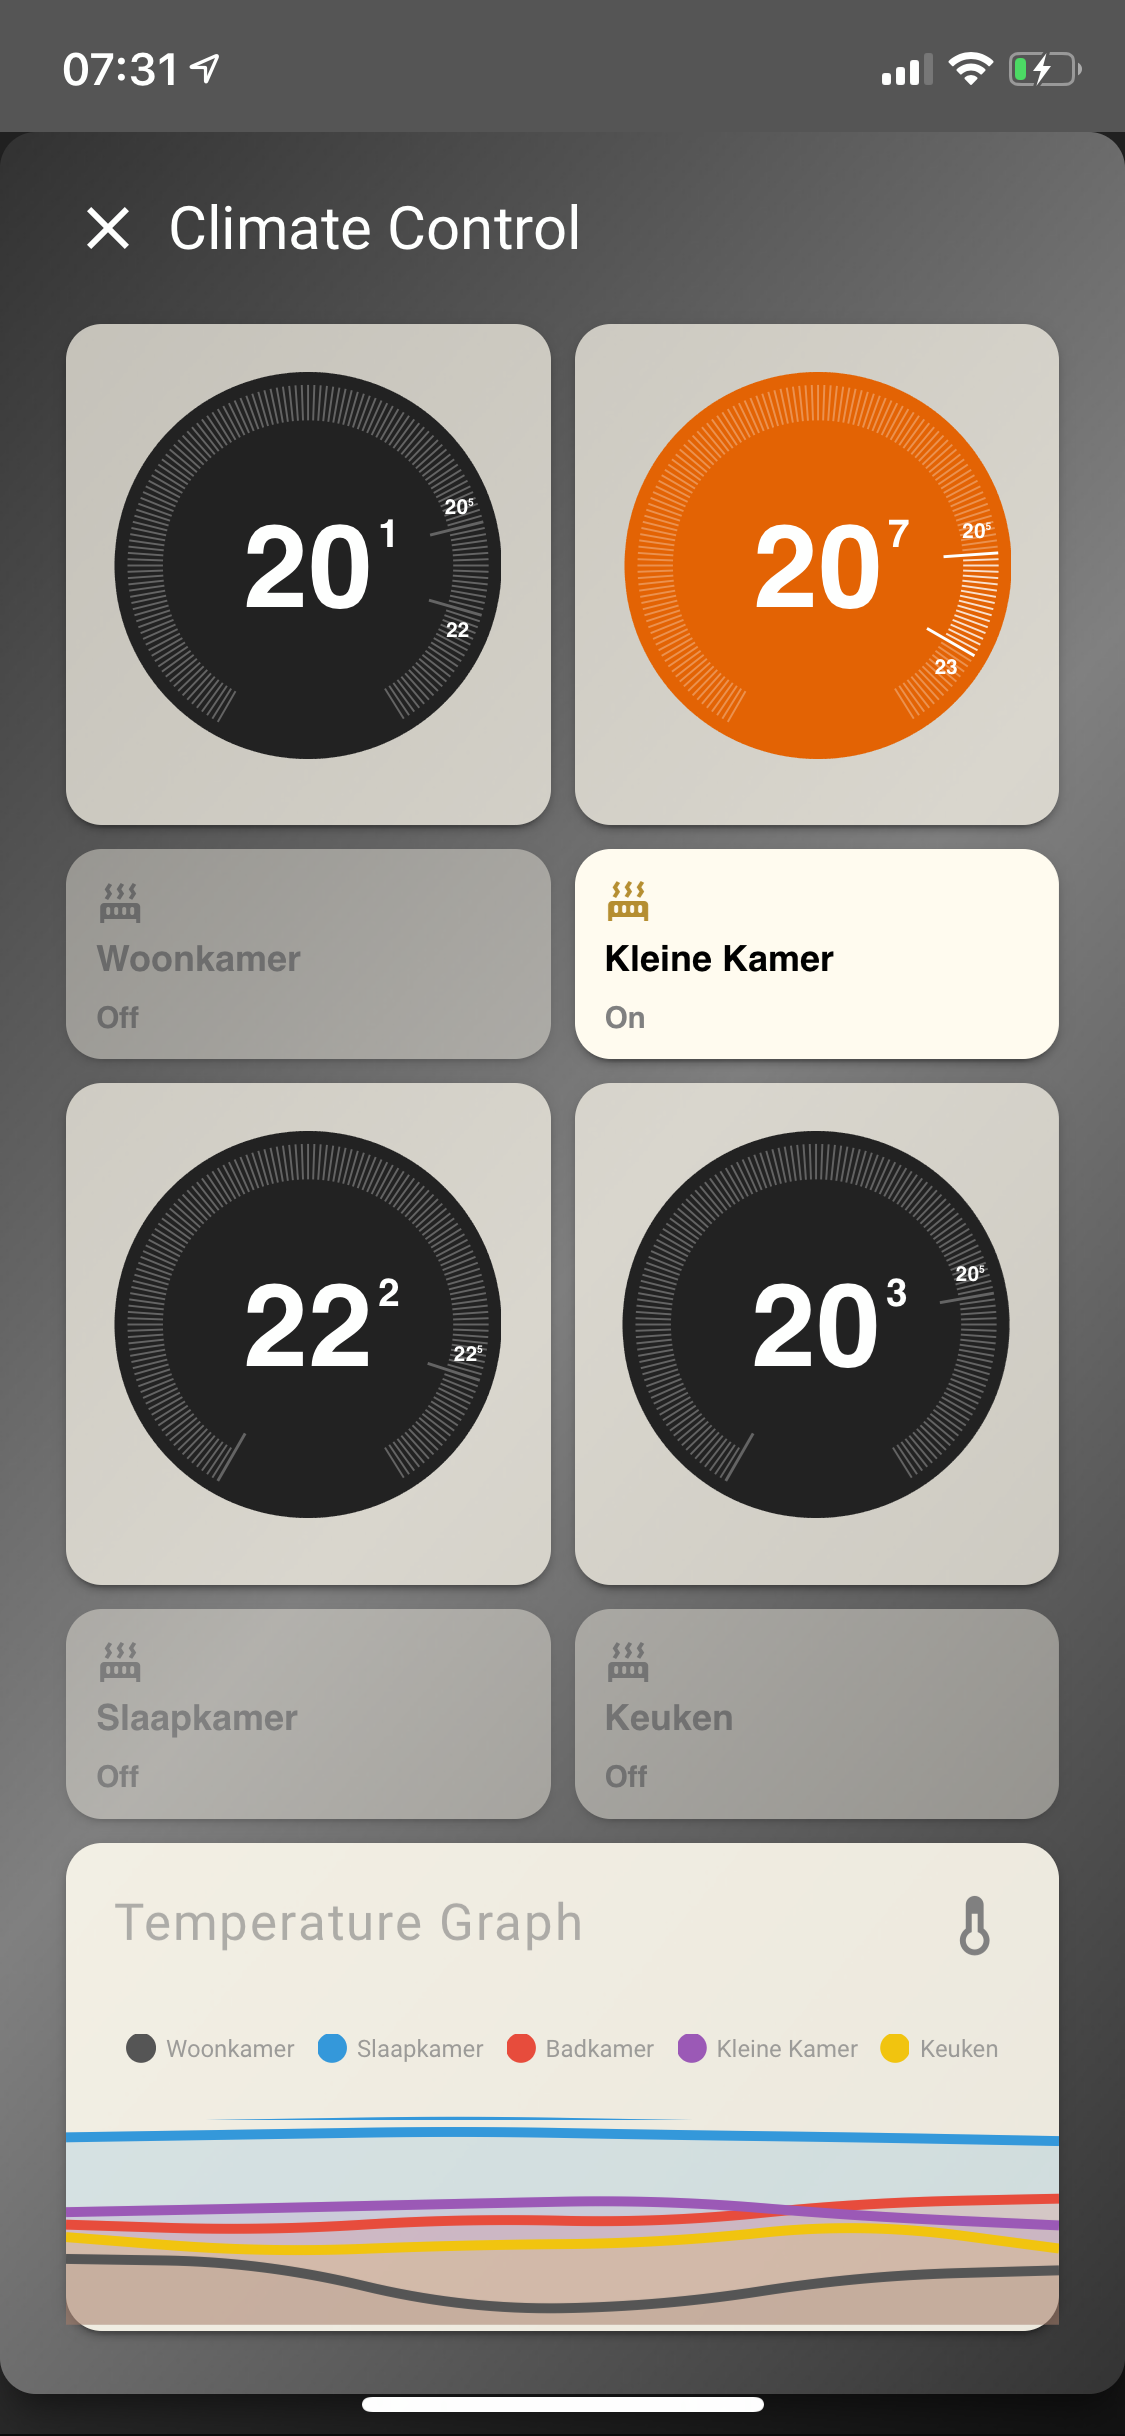 07:31
Climate Control
20 1
20 5
22
20 7
20 5
23
Woonkamer
Off
Kleine Kamer
On
22 2
22 5
20 3
20 5
Slaapkamer
Off
Keuken
Off
Temperature Graph
Woonkamer Slaapkamer Badkamer Kleine Kamer Keuken